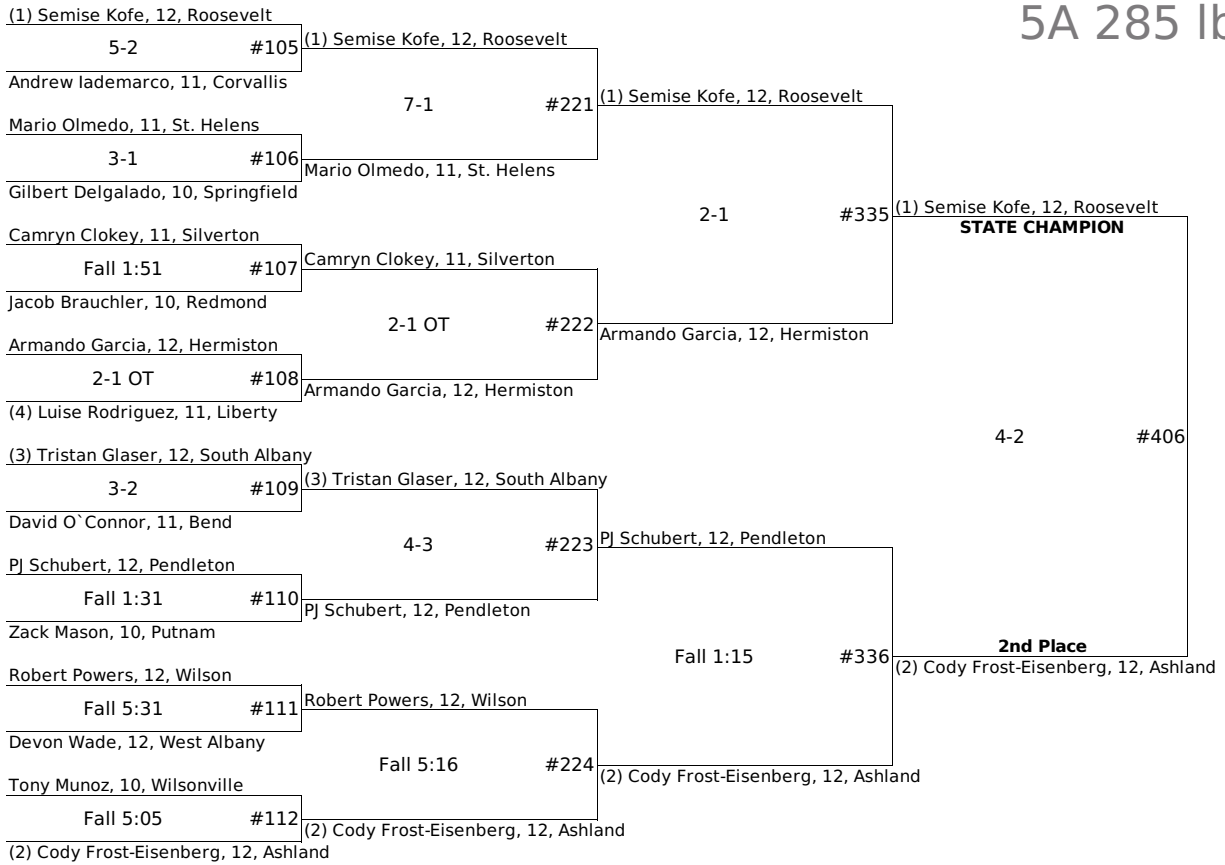 5A 285 lb
(1) Semise Kofe, 12, Roosevelt
5-2 #105
Andrew Iademarco, 11, Corvallis
Mario Olmedo, 11, St. Helens
3-1 #106
Gilbert Delgalado, 10, Springfield
Camryn Clokey, 11, Silverton
Fall 1:51 #107
Jacob Brauchler, 10, Redmond
Armando Garcia, 12, Hermiston
2-1 OT #108
(4) Luise Rodriguez, 11, Liberty
(3) Tristan Glaser, 12, South Albany
3-2 #109
David O`Connor, 11, Bend
PJ Schubert, 12, Pendleton
Fall 1:31 #110
Zack Mason, 10, Putnam
Robert Powers, 12, Wilson
Fall 5:31 #111
Devon Wade, 12, West Albany
Tony Munoz, 10, Wilsonville
Fall 5:05 #112
(2) Cody Frost-Eisenberg, 12, Ashland
(1) Semise Kofe, 12, Roosevelt
7-1 #221
Mario Olmedo, 11, St. Helens
Camryn Clokey, 11, Silverton
2-1 OT #222
Armando Garcia, 12, Hermiston
(3) Tristan Glaser, 12, South Albany
4-3 #223
PJ Schubert, 12, Pendleton
Robert Powers, 12, Wilson
Fall 5:16 #224
(2) Cody Frost-Eisenberg, 12, Ashland
(1) Semise Kofe, 12, Roosevelt
2-1 #335
Armando Garcia, 12, Hermiston
PJ Schubert, 12, Pendleton
Fall 1:15 #336
(2) Cody Frost-Eisenberg, 12, Ashland
(1) Semise Kofe, 12, Roosevelt
STATE CHAMPION
4-2 #406
2nd Place
(2) Cody Frost-Eisenberg, 12, Ashland